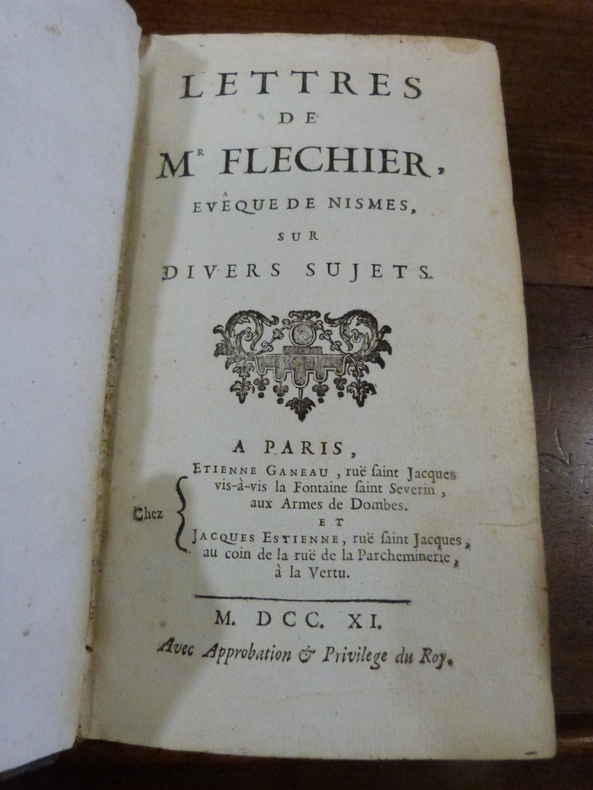 LETTRES
DE
Mʀ FLECHIER,
EVÊQUE DE NISMES,
SUR
DIVERS SUJETS.
A PARIS,
Chez
ETIENNE GANEAU, ruë ſaint Jacques
vis-à-vis la Fontaine ſaint Severin,
aux Armes de Dombes.
ET
JACQUES ESTIENNE, ruë ſaint Jacques,
au coin de la ruë de la Parcheminerie,
à la Vertu.
M. DCC. XI.
Avec Approbation & Privilege du Roy.